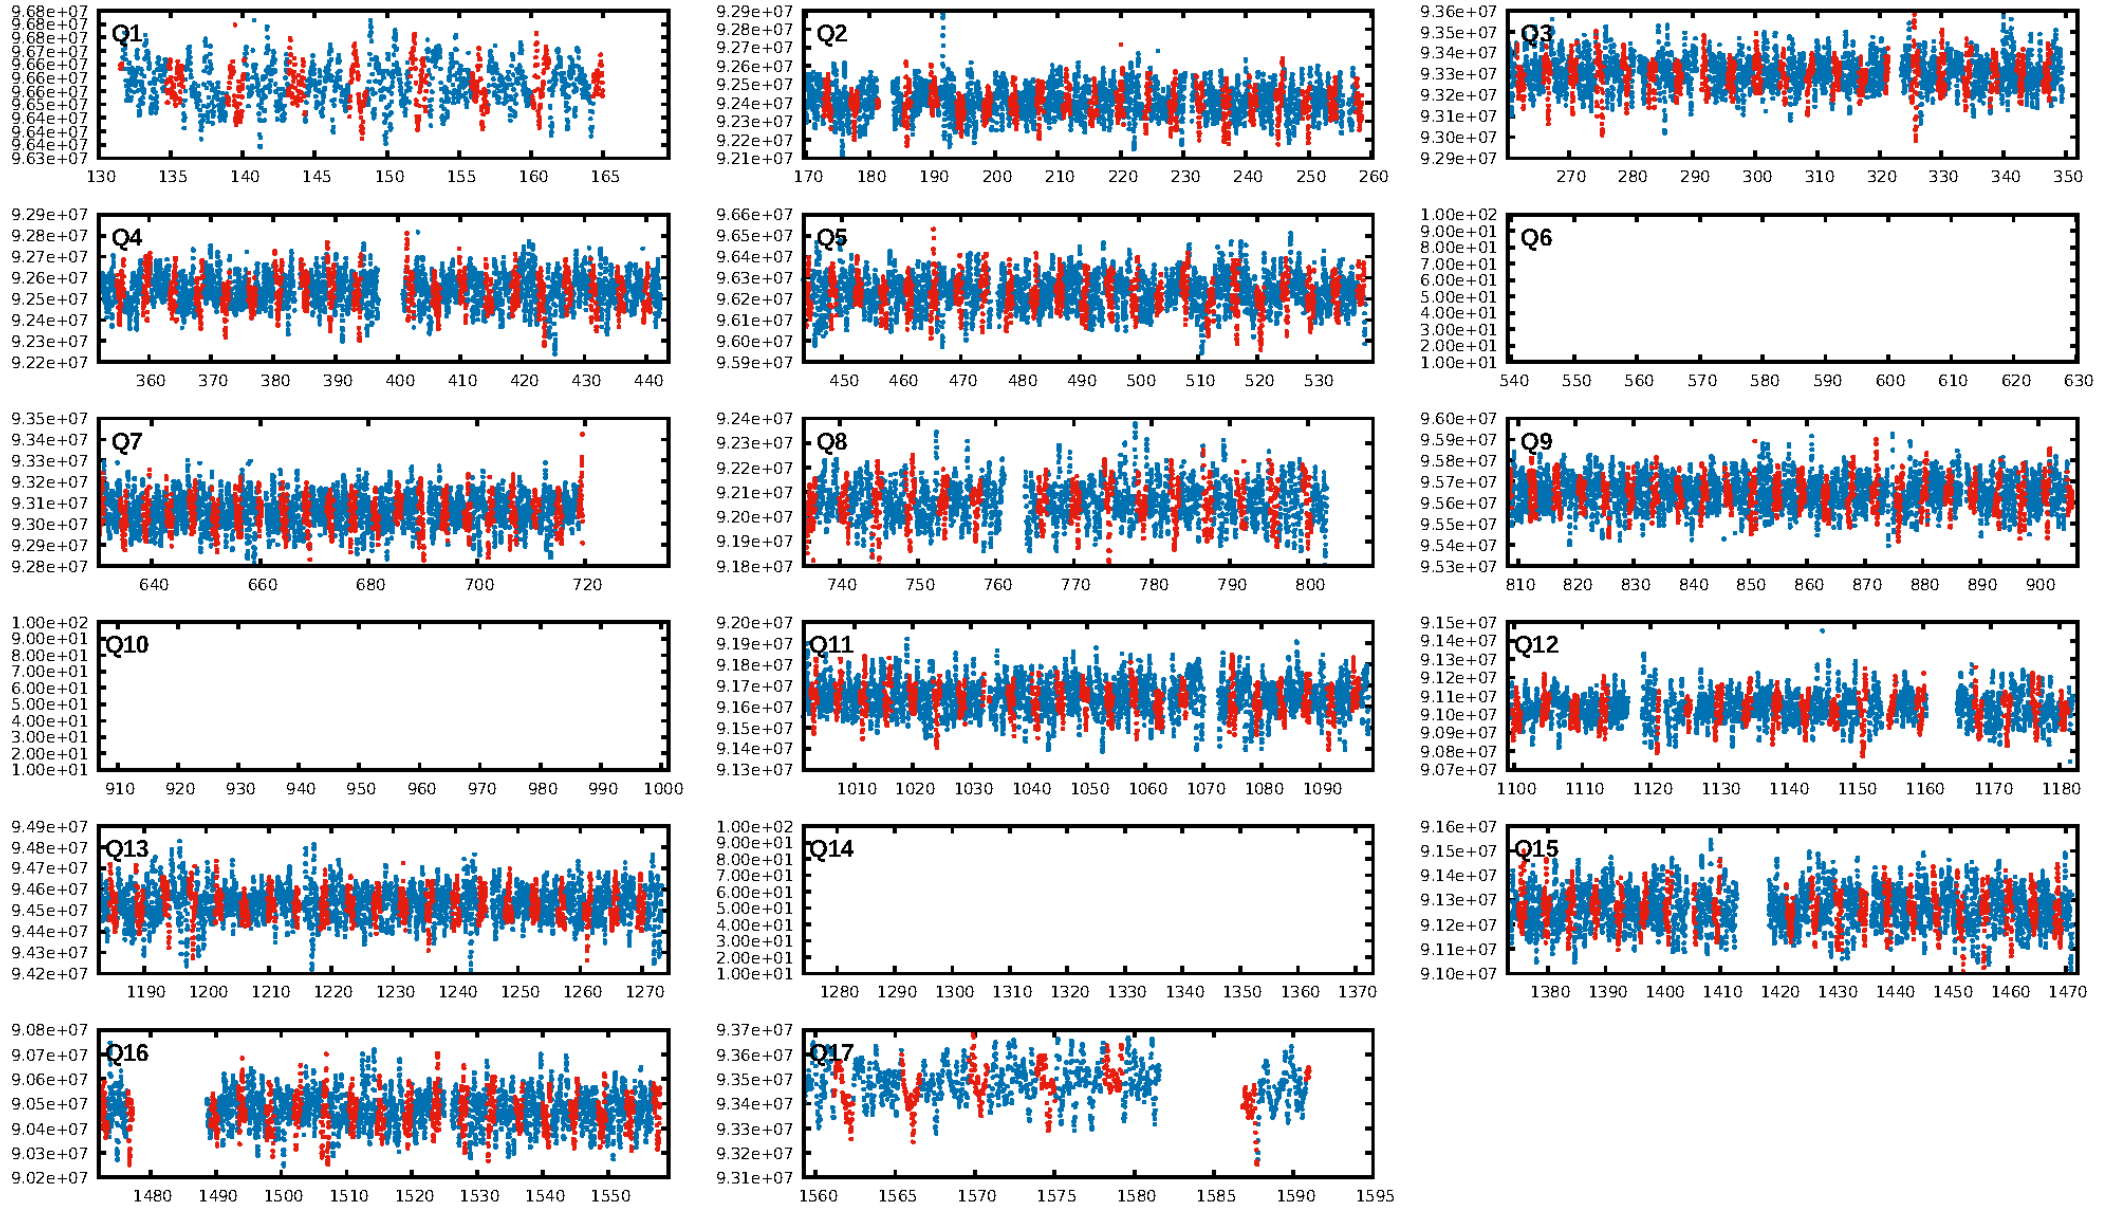 9.68e+07
9.68e+07
9.67e+07
9.67e+07
9.66e+07
9.66e+07
9.65e+07
9.65e+07
9.64e+07
9.64e+07
9.63e+07
Q1
130 135 140 145 150 155 160 165
9.29e+07
9.28e+07
9.27e+07
9.26e+07
9.25e+07
9.24e+07
9.23e+07
9.22e+07
9.21e+07
Q2
170 180 190 200 210 220 230 240 250 260
9.36e+07
9.35e+07
9.34e+07
9.33e+07
9.32e+07
9.31e+07
9.30e+07
9.29e+07
Q3
270 280 290 300 310 320 330 340 350
9.29e+07
9.28e+07
9.27e+07
9.26e+07
9.25e+07
9.24e+07
9.23e+07
9.22e+07
Q4
360 370 380 390 400 410 420 430 440
9.66e+07
9.65e+07
9.64e+07
9.63e+07
9.62e+07
9.61e+07
9.60e+07
9.59e+07
Q5
450 460 470 480 490 500 510 520 530
1.00e+02
9.00e+01
8.00e+01
7.00e+01
6.00e+01
5.00e+01
4.00e+01
3.00e+01
2.00e+01
1.00e+01
Q6
540 550 560 570 580 590 600 610 620 630
9.35e+07
9.34e+07
9.33e+07
9.32e+07
9.31e+07
9.30e+07
9.29e+07
9.28e+07
Q7
640 660 680 700 720
9.24e+07
9.23e+07
9.22e+07
9.21e+07
9.20e+07
9.19e+07
9.18e+07
Q8
740 750 760 770 780 790 800
9.60e+07
9.59e+07
9.58e+07
9.57e+07
9.56e+07
9.55e+07
9.54e+07
9.53e+07
Q9
810 820 830 840 850 860 870 880 890 900
1.00e+02
9.00e+01
8.00e+01
7.00e+01
6.00e+01
5.00e+01
4.00e+01
3.00e+01
2.00e+01
1.00e+01
Q10
910 920 930 940 950 960 970 980 990 1000
9.20e+07
9.19e+07
9.18e+07
9.17e+07
9.16e+07
9.15e+07
9.14e+07
9.13e+07
Q11
1010 1020 1030 1040 1050 1060 1070 1080 1090
9.15e+07
9.14e+07
9.13e+07
9.12e+07
9.11e+07
9.10e+07
9.09e+07
9.08e+07
9.07e+07
Q12
1100 1110 1120 1130 1140 1150 1160 1170 1180
9.49e+07
9.48e+07
9.47e+07
9.46e+07
9.45e+07
9.44e+07
9.43e+07
9.42e+07
Q13
1190 1200 1210 1220 1230 1240 1250 1260 1270
1.00e+02
9.00e+01
8.00e+01
7.00e+01
6.00e+01
5.00e+01
4.00e+01
3.00e+01
2.00e+01
1.00e+01
Q14
1280 1290 1300 1310 1320 1330 1340 1350 1360 1370
9.16e+07
9.15e+07
9.14e+07
9.13e+07
9.12e+07
9.11e+07
9.10e+07
Q15
1380 1390 1400 1410 1420 1430 1440 1450 1460 1470
9.08e+07
9.07e+07
9.06e+07
9.05e+07
9.04e+07
9.03e+07
9.02e+07
Q16
1480 1490 1500 1510 1520 1530 1540 1550
9.37e+07
9.36e+07
9.35e+07
9.34e+07
9.33e+07
9.32e+07
9.31e+07
Q17
1560 1565 1570 1575 1580 1585 1590 1595